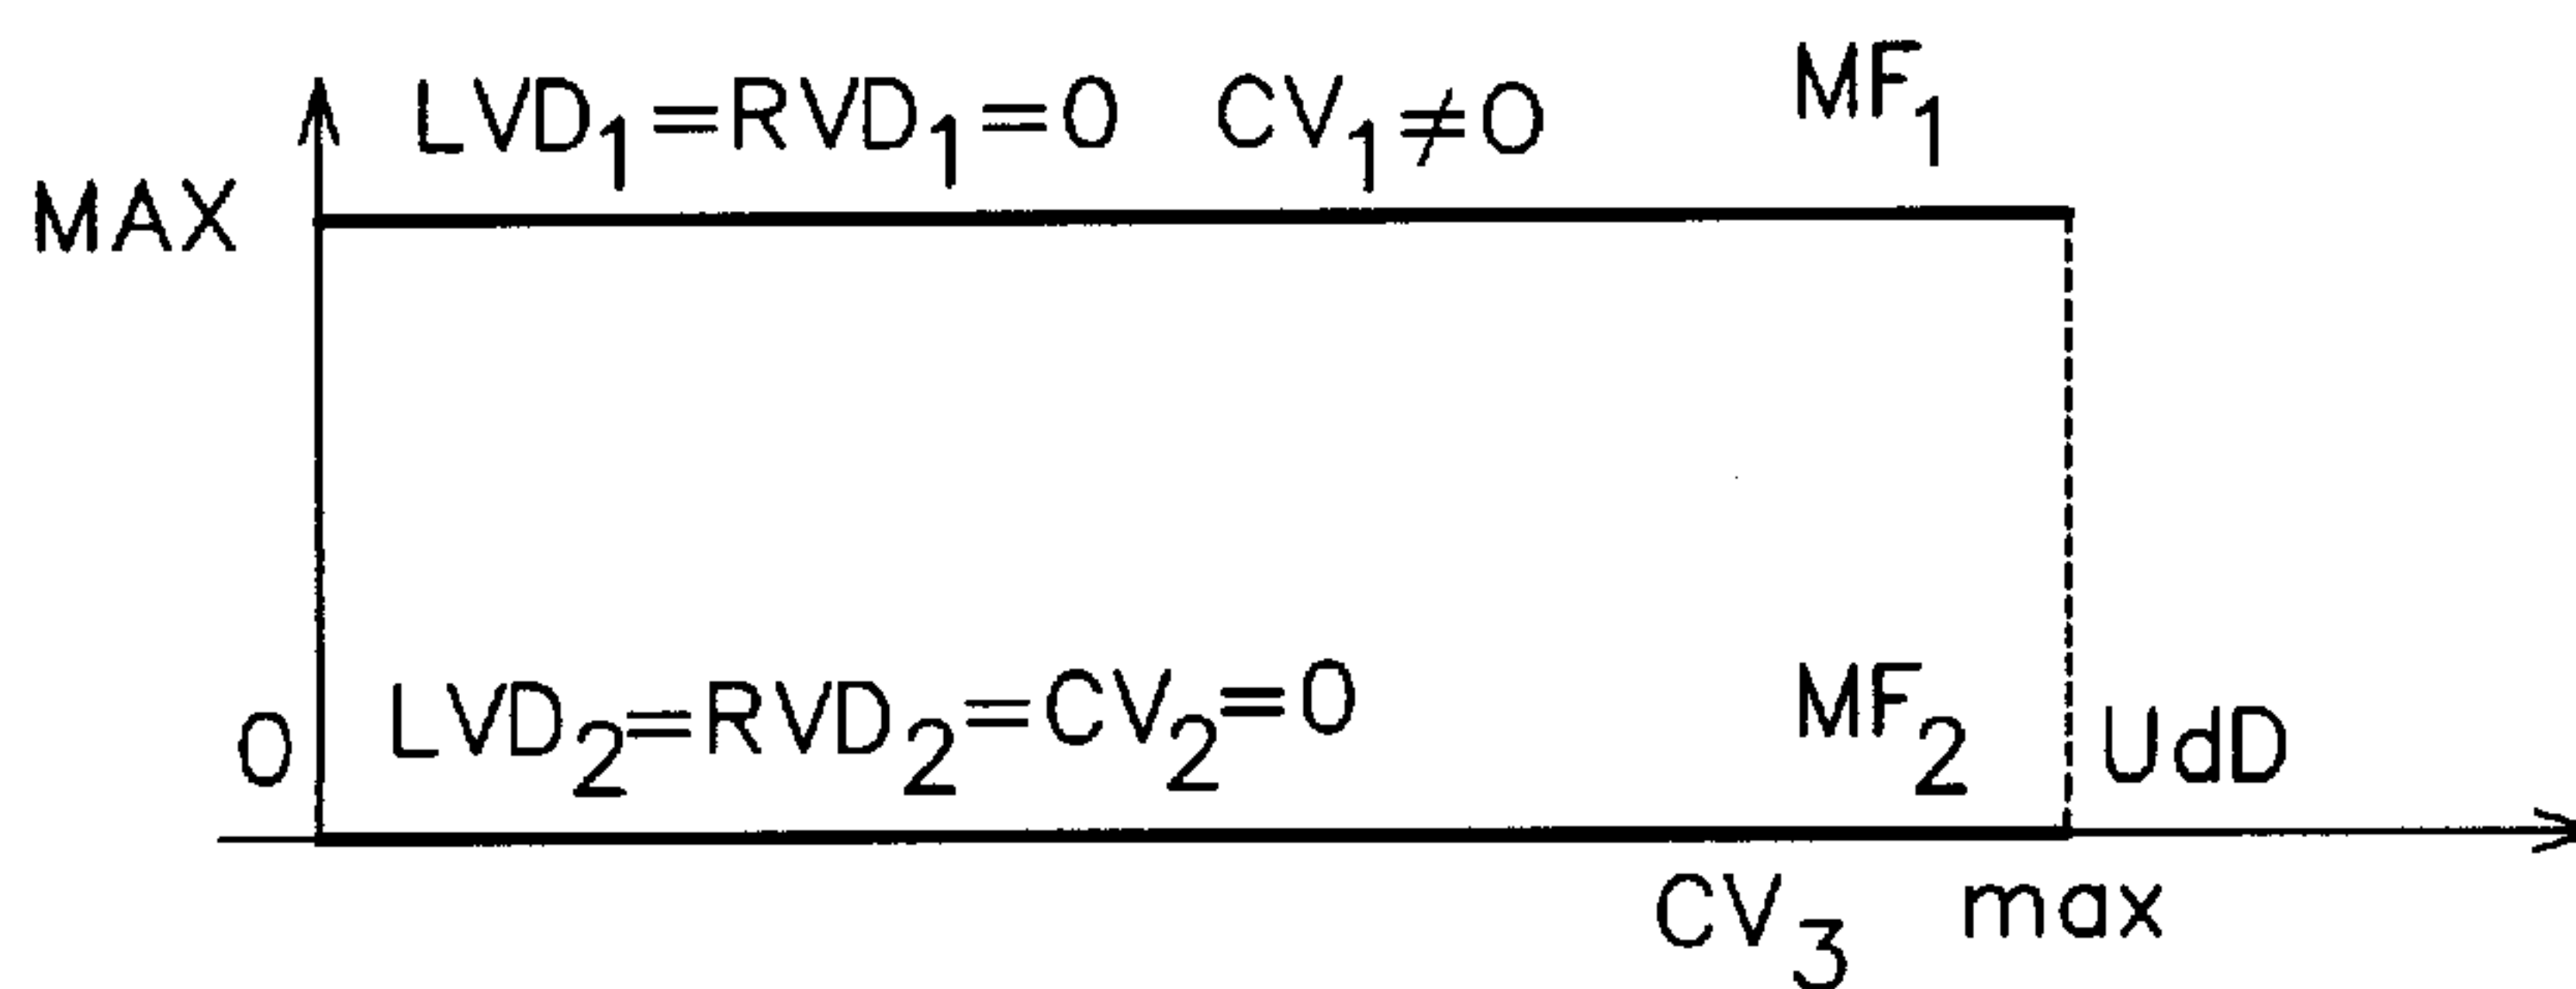 LVD₁=RVD₁=0 CV₁≠0 MF₁
MAX
0 LVD₂=RVD₂=CV₂=0 MF₂ UdD
CV₃ max